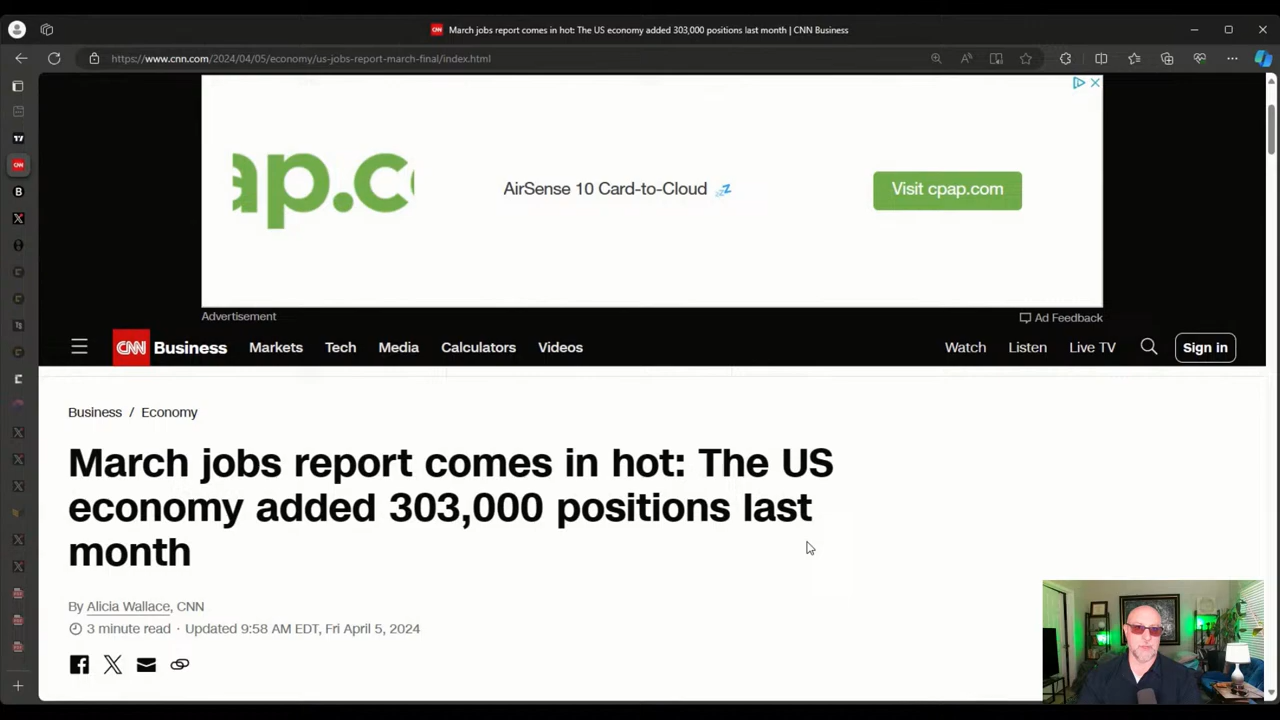 March jobs report comes in hot: The US economy added 303,000 positions last month | CNN Business
https://www.cnn.com/2024/04/05/economy/us-jobs-report-march-final/index.html
ap.c
AirSense 10 Card-to-Cloud
Visit cpap.com
Advertisement
Ad Feedback
CNN Business Markets Tech Media Calculators Videos Watch Listen Live TV Sign in
Business / Economy
March jobs report comes in hot: The US
economy added 303,000 positions last
month
By Alicia Wallace, CNN
3 minute read · Updated 9:58 AM EDT, Fri April 5, 2024